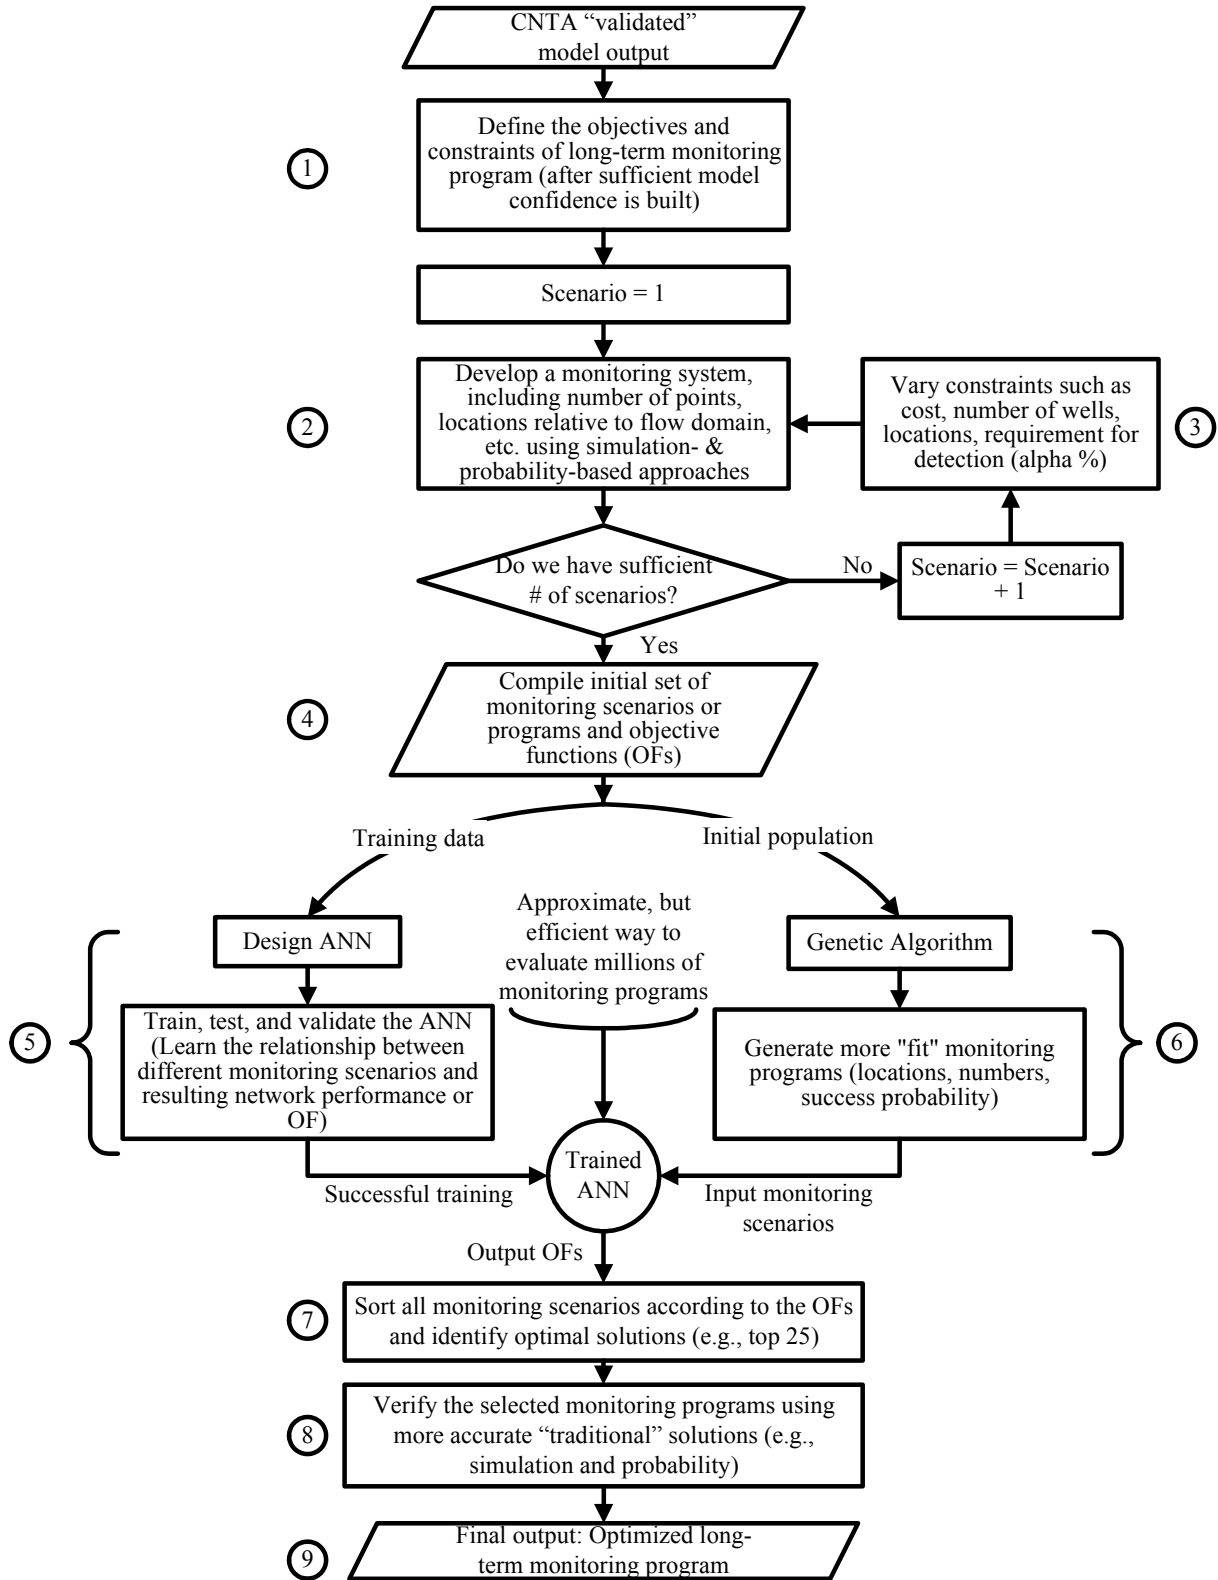 CNTA “validated”
model output
1
Define the objectives and
constraints of long-term monitoring
program (after sufficient model
confidence is built)
Scenario = 1
2
Develop a monitoring system,
including number of points,
locations relative to flow domain,
etc. using simulation- &
probability-based approaches
Vary constraints such as
cost, number of wells,
locations, requirement for
detection (alpha %)
3
Do we have sufficient
# of scenarios?
No
Scenario = Scenario
+ 1
Yes
4
Compile initial set of
monitoring scenarios or
programs and objective
functions (OFs)
Training data
Initial population
Approximate, but
efficient way to
evaluate millions of
monitoring programs
Design ANN
Genetic Algorithm
5
Train, test, and validate the ANN
(Learn the relationship between
different monitoring scenarios and
resulting network performance or
OF)
Generate more "fit" monitoring
programs (locations, numbers,
success probability)
6
Trained
ANN
Successful training
Input monitoring
scenarios
Output OFs
7
Sort all monitoring scenarios according to the OFs
and identify optimal solutions (e.g., top 25)
8
Verify the selected monitoring programs using
more accurate “traditional” solutions (e.g.,
simulation and probability)
9
Final output: Optimized long-
term monitoring program